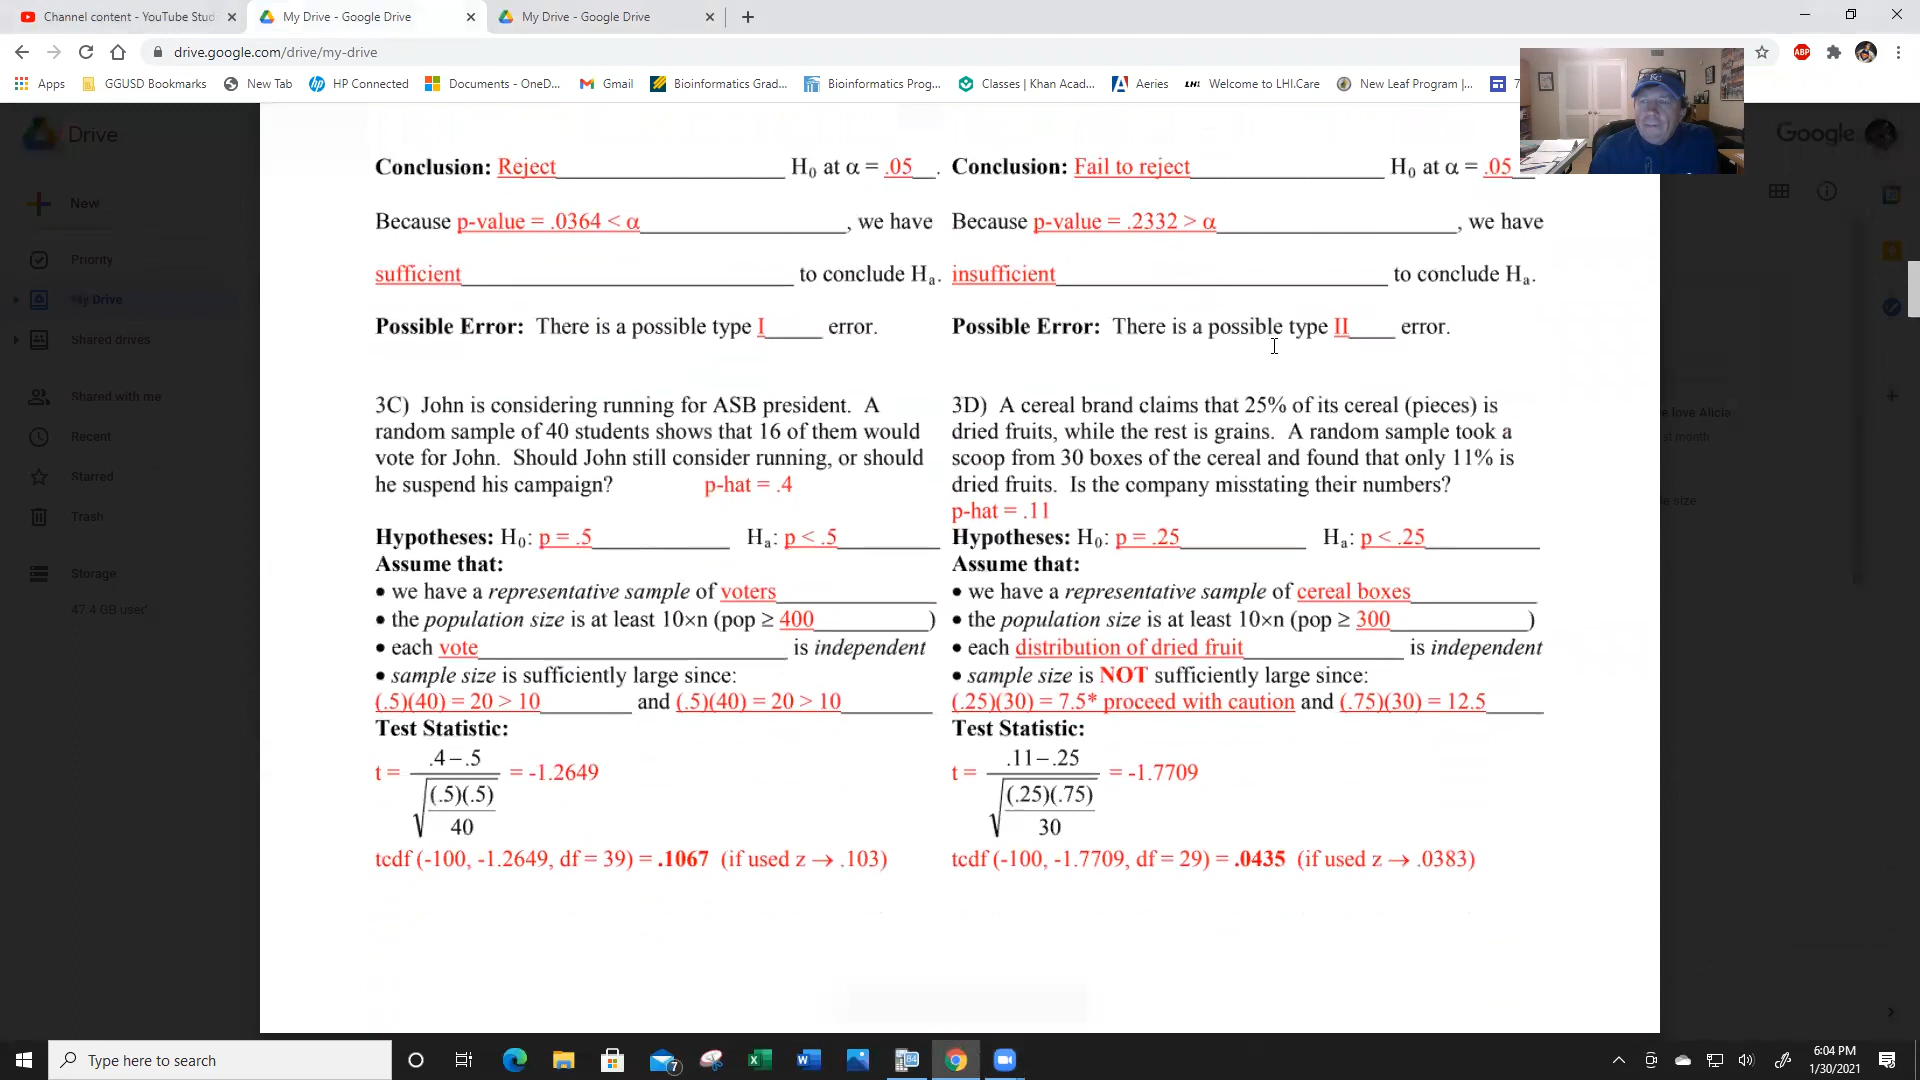 Channel content - YouTube Stud
My Drive - Google Drive
My Drive - Google Drive
drive.google.com/drive/my-drive
ABP
Apps
GGUSD Bookmarks
New Tab
HP Connected
Documents - OneD...
Gmail
Bioinformatics Grad...
Bioinformatics Prog...
Classes | Khan Acad...
Aeries
LHI! Welcome to LHI.Care
New Leaf Program |...
7
Drive
Google
New
Priority
My Drive
Shared drives
Shared with me
Recent
Starred
Trash
Storage
47.4 GB used
Conclusion: Reject H₀ at α = .05.
Because p-value = .0364 < α, we have
sufficient to conclude Hₐ.
Possible Error: There is a possible type I error.
Conclusion: Fail to reject H₀ at α = .05
Because p-value = .2332 > α, we have
insufficient to conclude Hₐ.
Possible Error: There is a possible type II error.
3C) John is considering running for ASB president. A
random sample of 40 students shows that 16 of them would
vote for John. Should John still consider running, or should
he suspend his campaign? p-hat = .4
Hypotheses: H₀: p = .5 Hₐ: p < .5
Assume that:
• we have a representative sample of voters
• the population size is at least 10×n (pop ≥ 400)
• each vote is independent
• sample size is sufficiently large since:
(.5)(40) = 20 > 10 and (.5)(40) = 20 > 10
Test Statistic:
.4 – .5
t = = -1.2649
(.5)(.5)
40
tcdf (-100, -1.2649, df = 39) = .1067 (if used z → .103)
3D) A cereal brand claims that 25% of its cereal (pieces) is
dried fruits, while the rest is grains. A random sample took a
scoop from 30 boxes of the cereal and found that only 11% is
dried fruits. Is the company misstating their numbers?
p-hat = .11
Hypotheses: H₀: p = .25 Hₐ: p < .25
Assume that:
• we have a representative sample of cereal boxes
• the population size is at least 10×n (pop ≥ 300)
• each distribution of dried fruit is independent
• sample size is NOT sufficiently large since:
(.25)(30) = 7.5* proceed with caution and (.75)(30) = 12.5
Test Statistic:
.11 – .25
t = = -1.7709
(.25)(.75)
30
tcdf (-100, -1.7709, df = 29) = .0435 (if used z → .0383)
e love Alicia
st month
e size
Type here to search
7
84
6:04 PM
1/30/2021